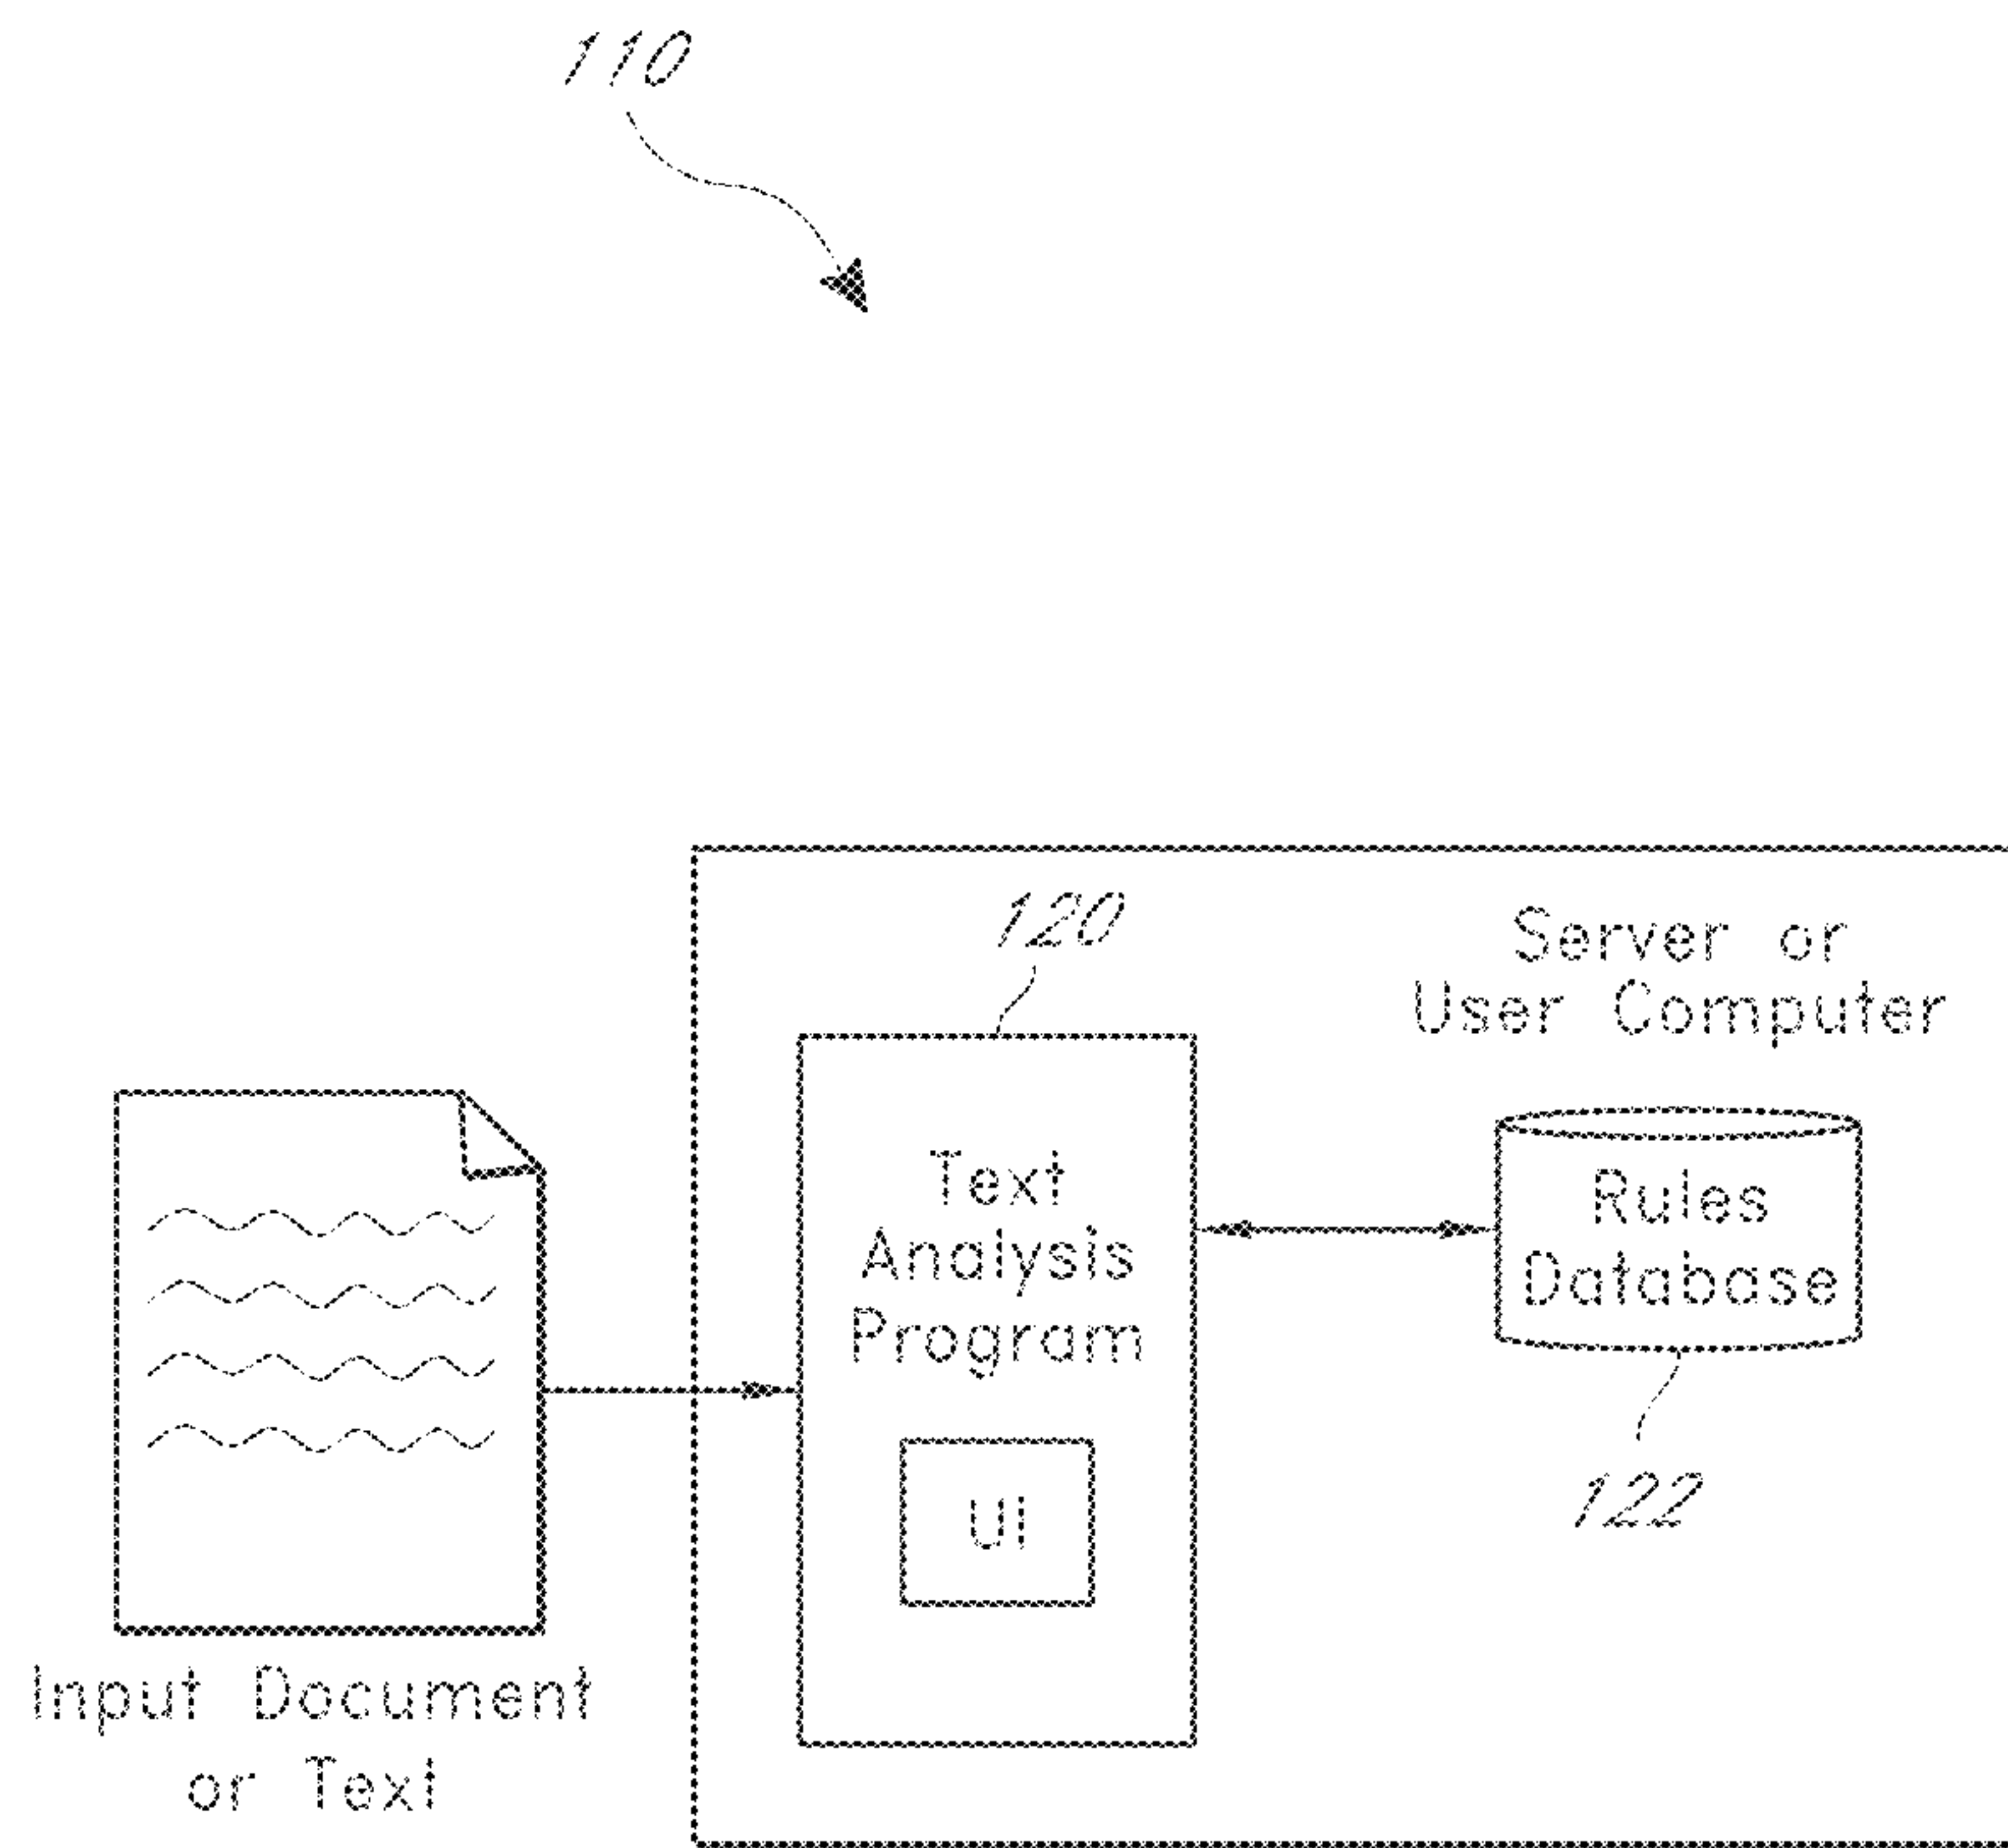 110
120
Server or
User Computer
Text
Analysis
Program
Rules
Database
UI
122
Input Document
or Text